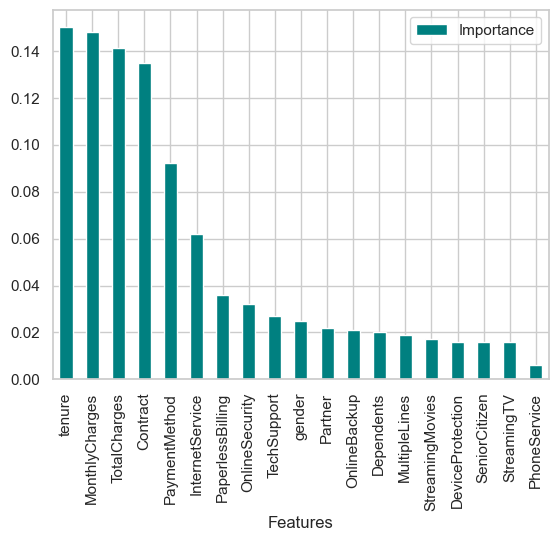 Importance
0.14
0.12
0.10
0.08
0.06
0.04
0.02
0.00
tenure
MonthlyCharges
TotalCharges
Contract
PaymentMethod
InternetService
PaperlessBilling
OnlineSecurity
TechSupport
gender
Partner
OnlineBackup
Dependents
MultipleLines
StreamingMovies
DeviceProtection
SeniorCitizen
StreamingTV
PhoneService
Features